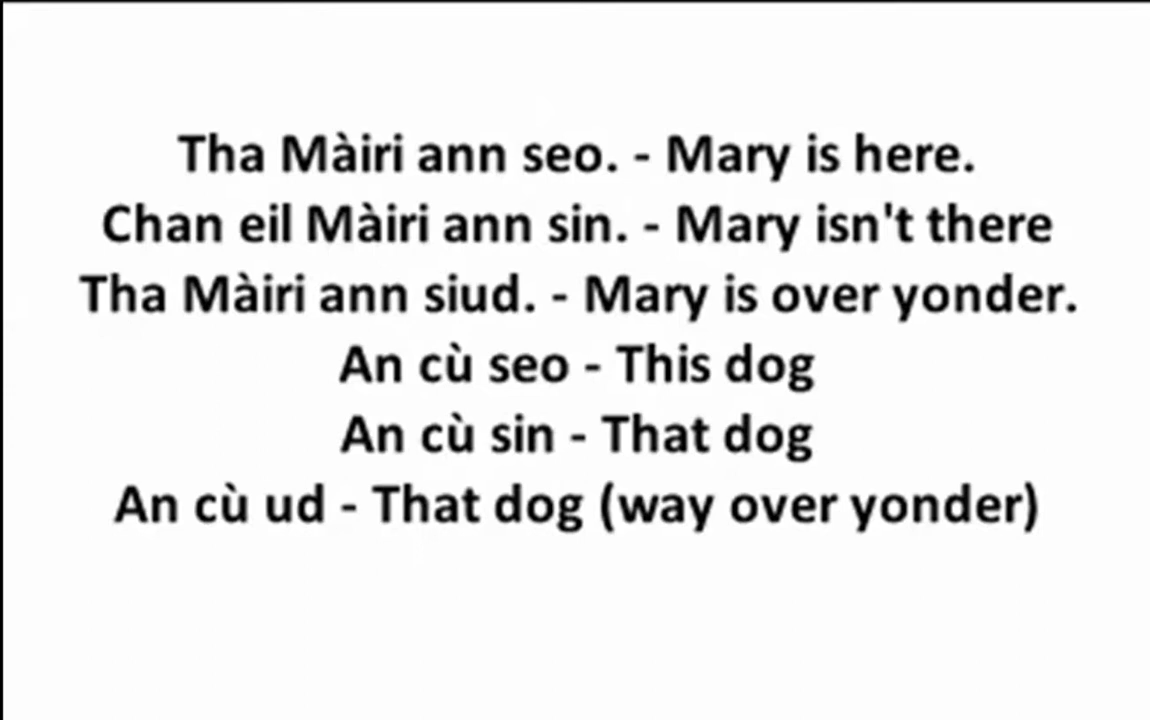 Tha Màiri ann seo. - Mary is here.
Chan eil Màiri ann sin. - Mary isn't there
Tha Màiri ann siud. - Mary is over yonder.
An cù seo - This dog
An cù sin - That dog
An cù ud - That dog (way over yonder)